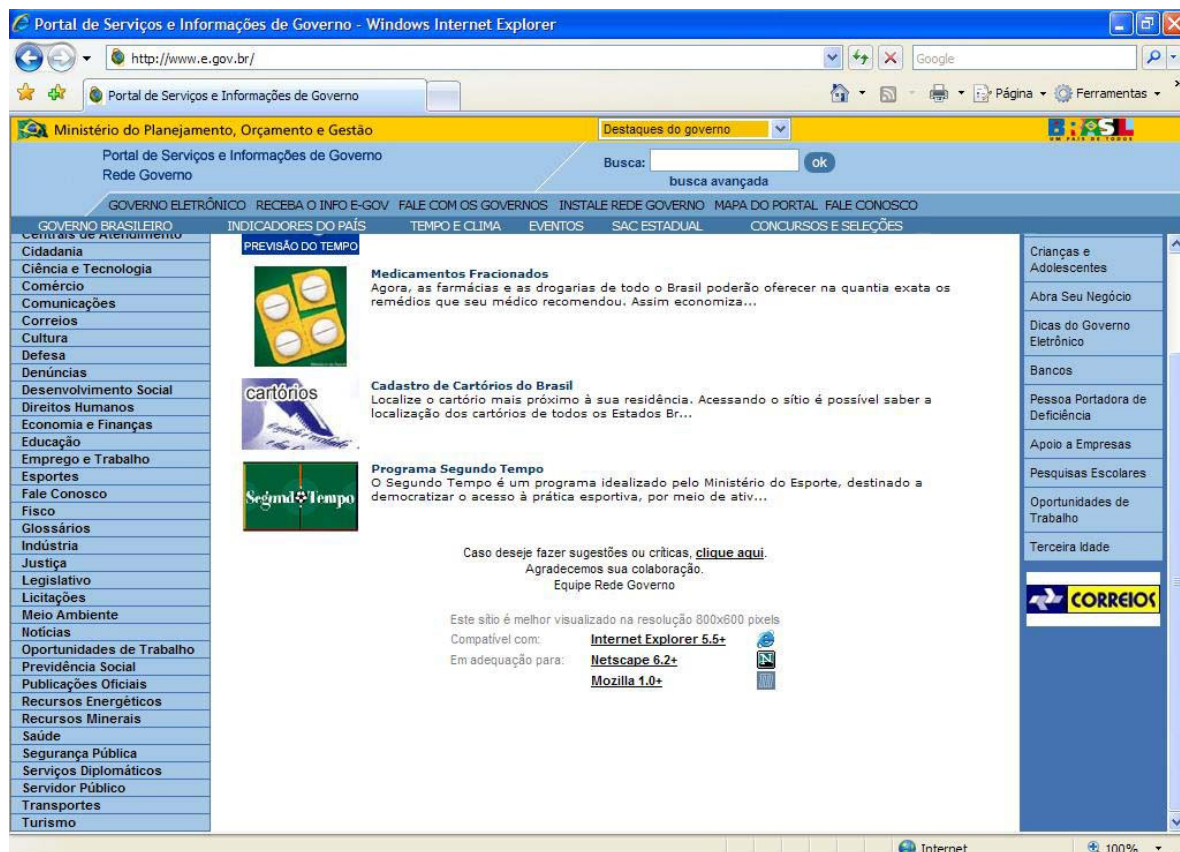 Portal de Serviços e Informações de Governo - Windows Internet Explorer
http://www.e.gov.br/
Google
Portal de Serviços e Informações de Governo
Página
Ferramentas
Ministério do Planejamento, Orçamento e Gestão
Destaques do governo
BRASIL
UM PAÍS DE TODOS
Portal de Serviços e Informações de Governo
Rede Governo
Busca:
ok
busca avançada
GOVERNO ELETRÔNICO RECEBA O INFO E-GOV FALE COM OS GOVERNOS INSTALE REDE GOVERNO MAPA DO PORTAL FALE CONOSCO
GOVERNO BRASILEIRO INDICADORES DO PAÍS TEMPO E CLIMA EVENTOS SAC ESTADUAL CONCURSOS E SELEÇÕES
Centrais de Atendimento
Cidadania
Ciência e Tecnologia
Comércio
Comunicações
Correios
Cultura
Defesa
Denúncias
Desenvolvimento Social
Direitos Humanos
Economia e Finanças
Educação
Emprego e Trabalho
Esportes
Fale Conosco
Fisco
Glossários
Indústria
Justiça
Legislativo
Licitações
Meio Ambiente
Notícias
Oportunidades de Trabalho
Previdência Social
Publicações Oficiais
Recursos Energéticos
Recursos Minerais
Saúde
Segurança Pública
Serviços Diplomáticos
Servidor Público
Transportes
Turismo
PREVISÃO DO TEMPO
Medicamentos Fracionados
Agora, as farmácias e as drogarias de todo o Brasil poderão oferecer na quantia exata os
remédios que seu médico recomendou. Assim economiza...
cartórios
Cadastro de Cartórios do Brasil
Localize o cartório mais próximo à sua residência. Acessando o sítio é possível saber a
localização dos cartórios de todos os Estados Br...
Segundo Tempo
Programa Segundo Tempo
O Segundo Tempo é um programa idealizado pelo Ministério do Esporte, destinado a
democratizar o acesso à prática esportiva, por meio de ativ...
Caso deseje fazer sugestões ou críticas, clique aqui.
Agradecemos sua colaboração.
Equipe Rede Governo
Este sítio é melhor visualizado na resolução 800x600 pixels
Compatível com: Internet Explorer 5.5+
Em adequação para: Netscape 6.2+
Mozilla 1.0+
Crianças e
Adolescentes
Abra Seu Negócio
Dicas do Governo
Eletrônico
Bancos
Pessoa Portadora de
Deficiência
Apoio a Empresas
Pesquisas Escolares
Oportunidades de
Trabalho
Terceira Idade
CORREIOS
Internet
100%